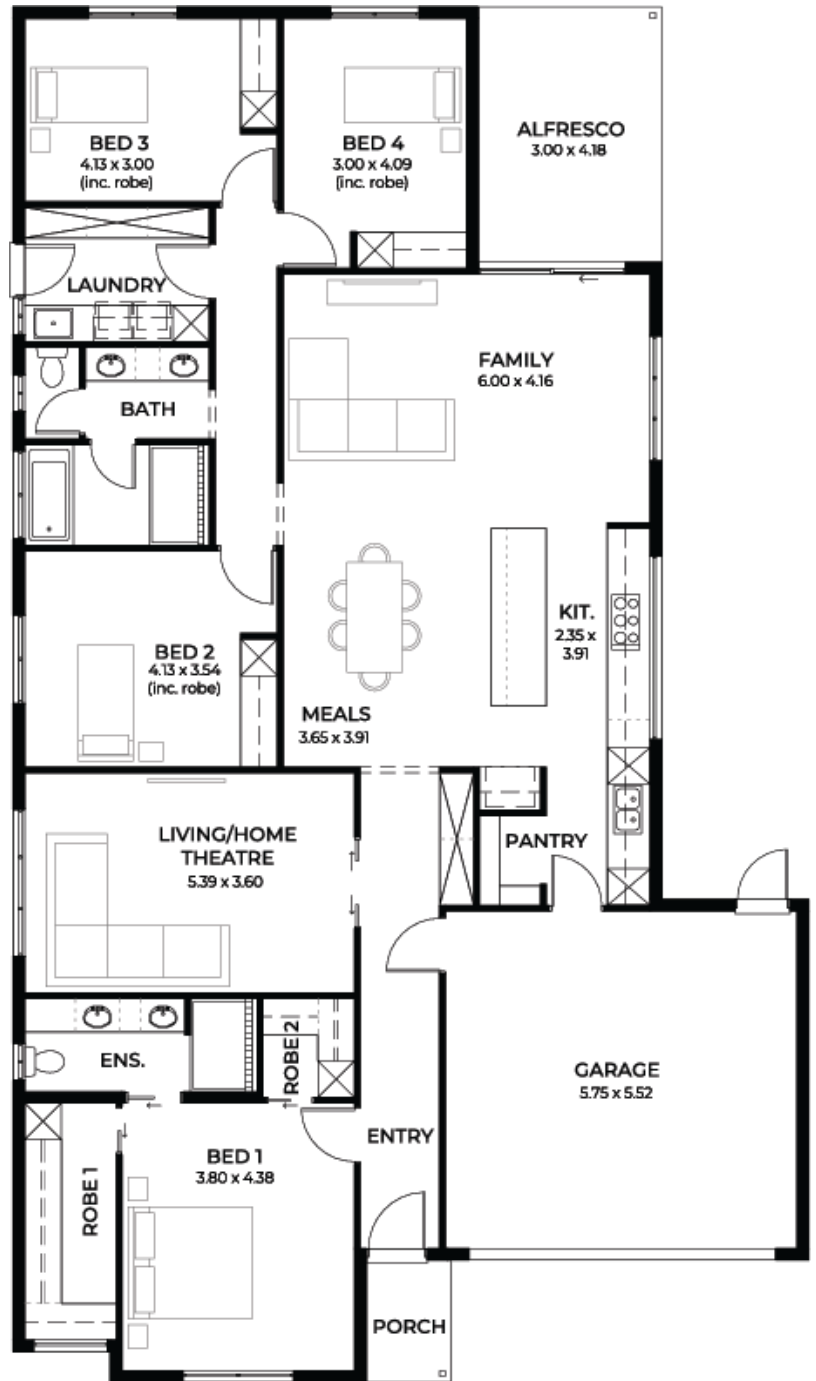 BED 3
4.13 x 3.00
(inc. robe)
BED 4
3.00 x 4.09
(inc. robe)
ALFRESCO
3.00 x 4.18
LAUNDRY
FAMILY
6.00 x 4.16
BATH
KIT.
2.35 x
3.91
BED 2
4.13 x 3.54
(inc. robe)
MEALS
3.65 x 3.91
LIVING/HOME
THEATRE
5.39 x 3.60
PANTRY
ENS.
ROBE 2
GARAGE
5.75 x 5.52
ENTRY
BED 1
3.80 x 4.38
ROBE 1
PORCH